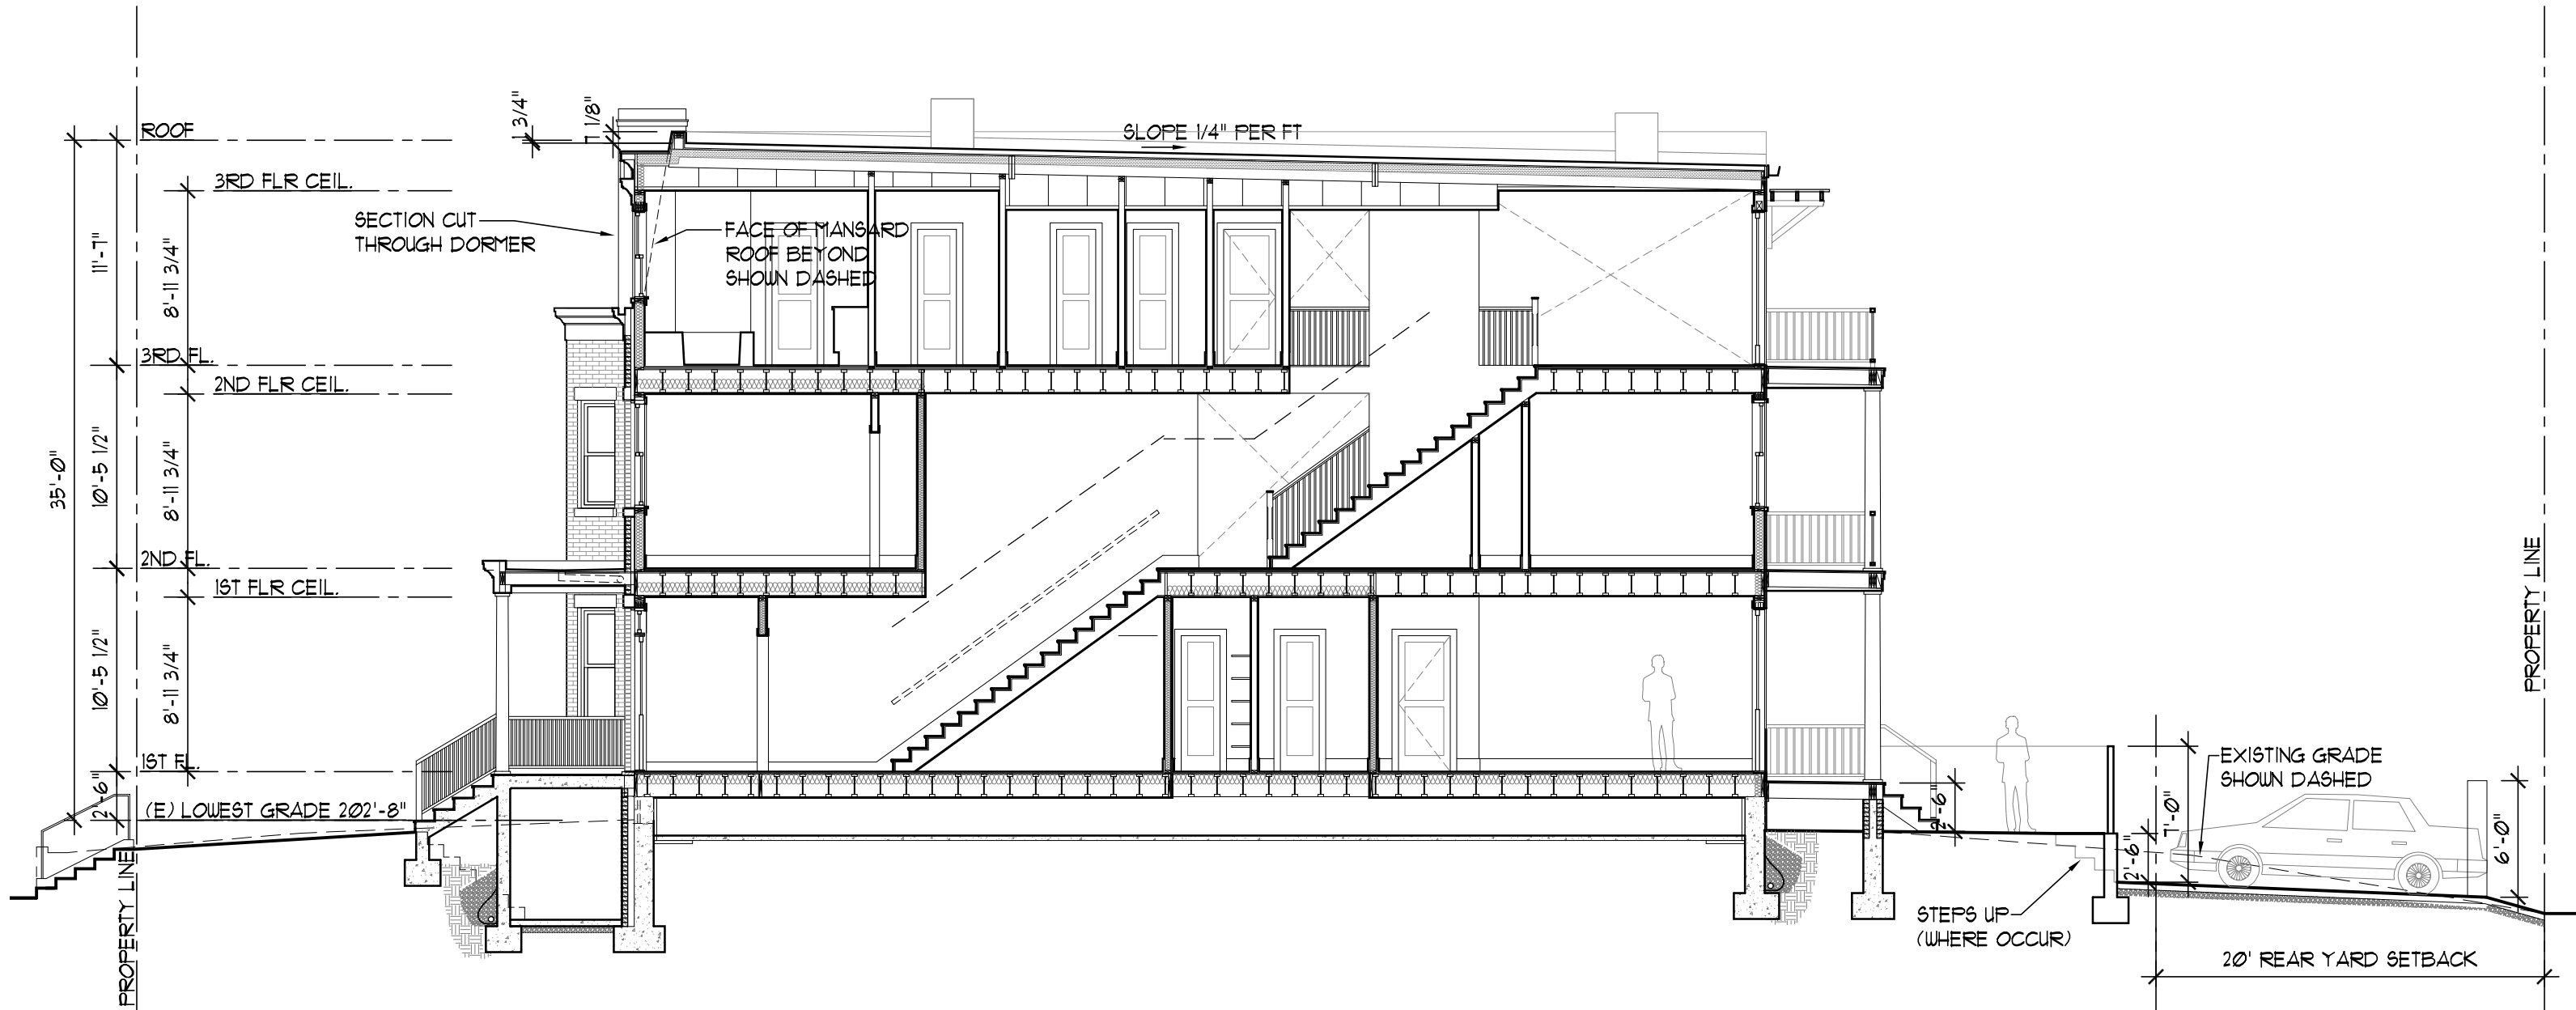 ROOF
3RD FLR CEIL.
SECTION CUT
THROUGH DORMER
1 3/4"
1 1/8"
SLOPE 1/4" PER FT
FACE OF MANSARD
ROOF BEYOND
SHOWN DASHED
11'-7"
8'-11 3/4"
3RD FL.
2ND FLR CEIL.
35'-0"
10'-5 1/2"
8'-11 3/4"
2ND FL.
1ST FLR CEIL.
10'-5 1/2"
8'-11 3/4"
1ST FL.
2'-6"
(E) LOWEST GRADE 202'-8"
PROPERTY LINE
PROPERTY LINE
2'-6"
2'-6"
7'-0"
EXISTING GRADE
SHOWN DASHED
6'-0"
STEPS UP
(WHERE OCCUR)
20' REAR YARD SETBACK